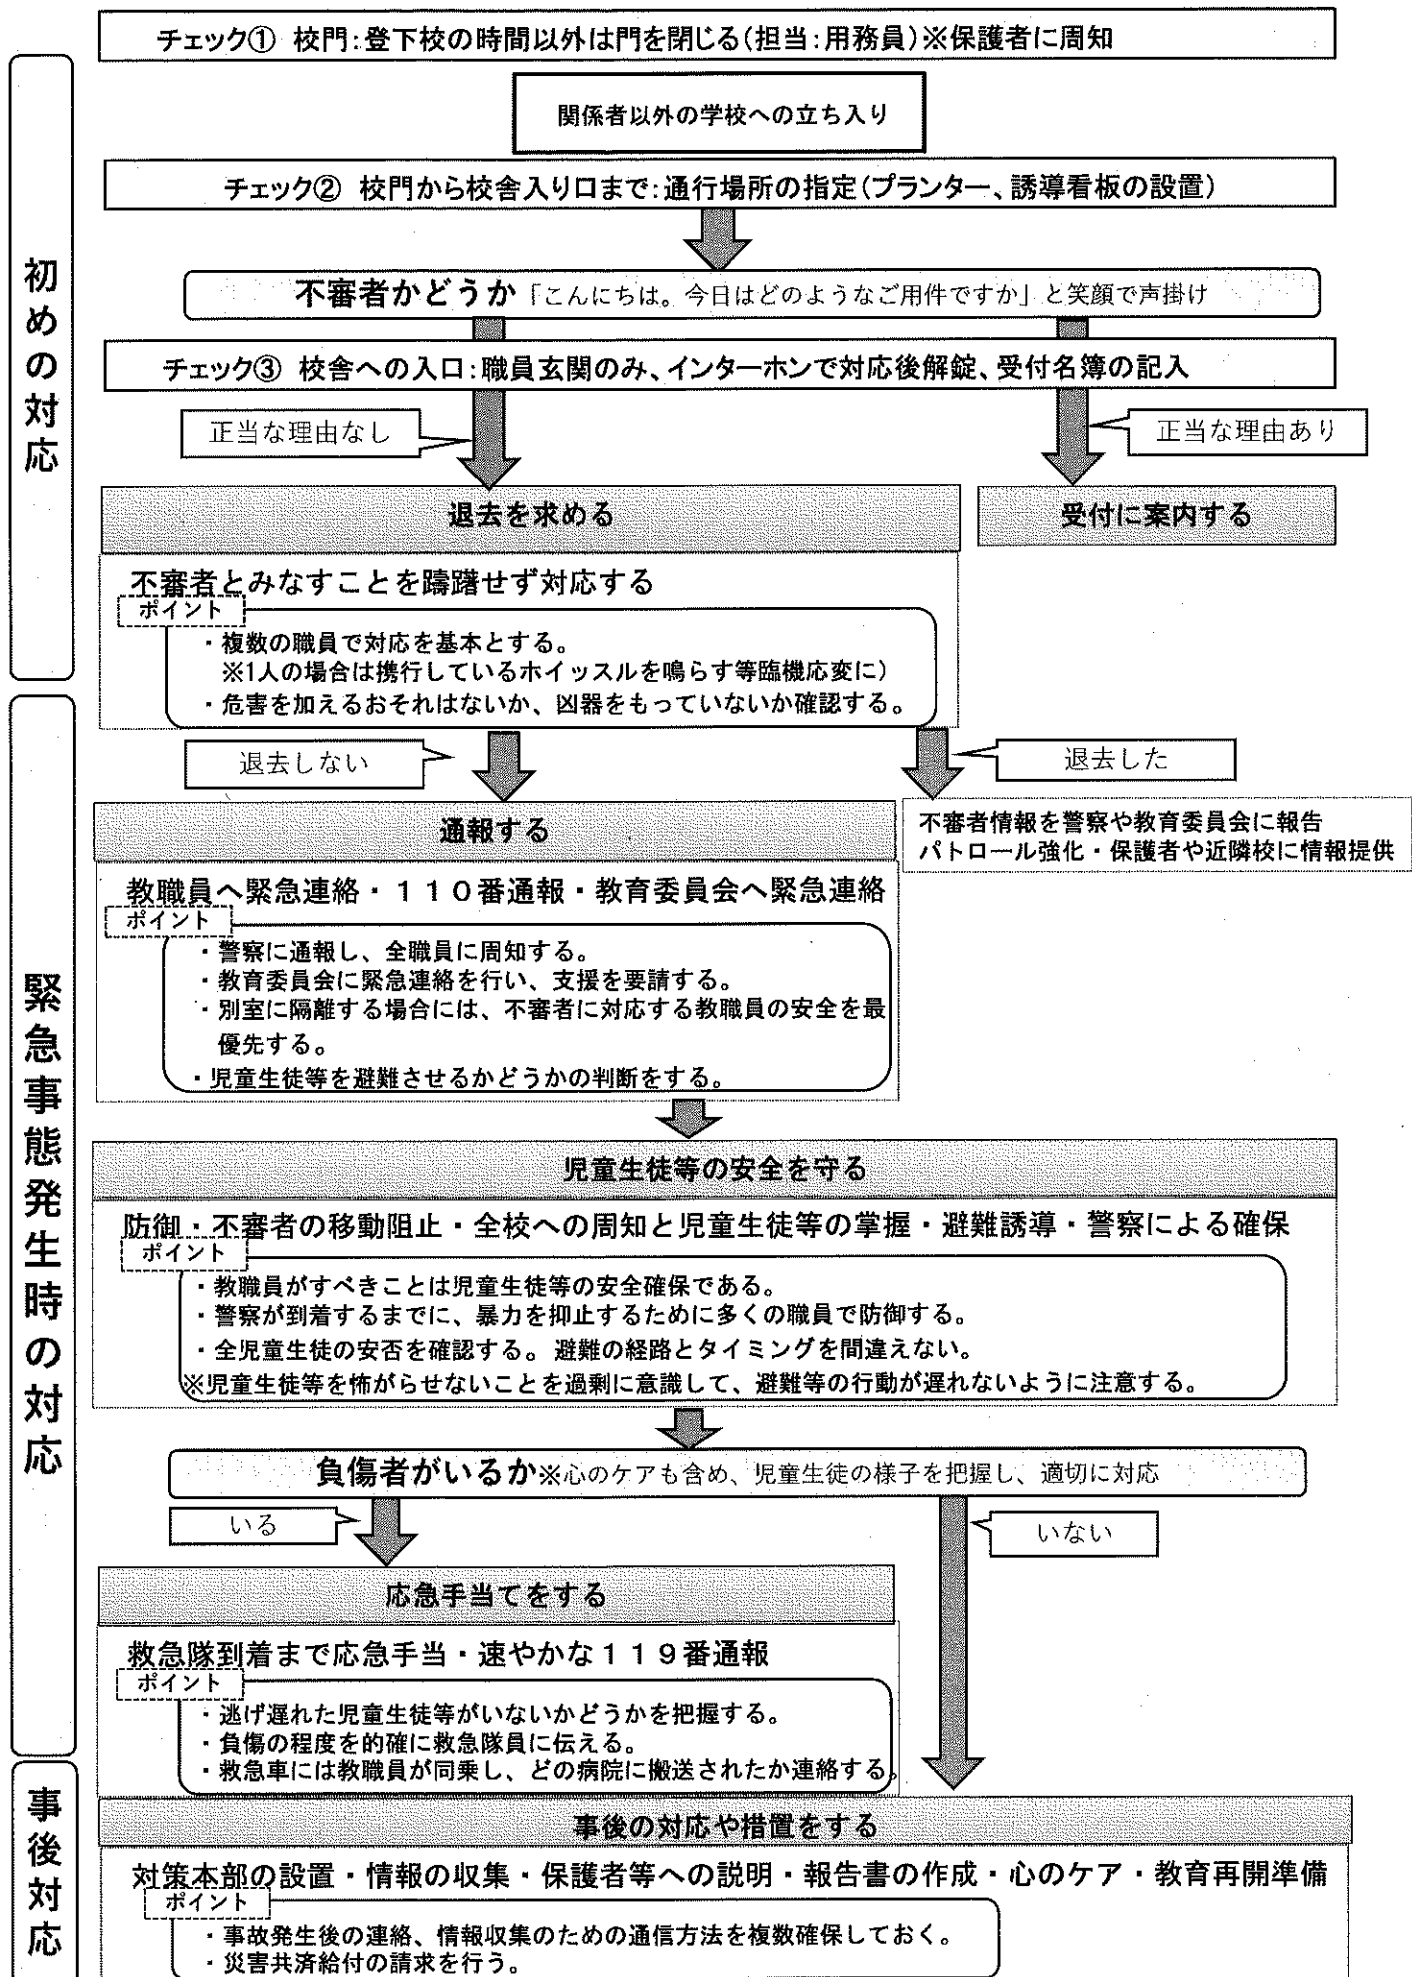 チェック① 校門:登下校の時間以外は門を閉じる(担当:用務員)※保護者に周知
関係者以外の学校への立ち入り
チェック② 校門から校舎入り口まで:通行場所の指定(プランター、誘導看板の設置)
初めの対応
不審者かどうか「こんにちは。今日はどのようなご用件ですか」と笑顔で声掛け
チェック③ 校舎への入口:職員玄関のみ、インターホンで対応後解錠、受付名簿の記入
正当な理由なし
正当な理由あり
退去を求める
受付に案内する
不審者とみなすことを躊躇せず対応する
ポイント
・複数の職員で対応を基本とする。
※1人の場合は携行しているホイッスルを鳴らす等臨機応変に)
・危害を加えるおそれはないか、凶器をもっていないか確認する。
緊急事態発生時の対応
退去しない
退去した
通報する
不審者情報を警察や教育委員会に報告
パトロール強化・保護者や近隣校に情報提供
教職員へ緊急連絡・110番通報・教育委員会へ緊急連絡
ポイント
・警察に通報し、全職員に周知する。
・教育委員会に緊急連絡を行い、支援を要請する。
・別室に隔離する場合には、不審者に対応する教職員の安全を最
優先する。
・児童生徒等を避難させるかどうかの判断をする。
児童生徒等の安全を守る
防御・不審者の移動阻止・全校への周知と児童生徒等の掌握・避難誘導・警察による確保
ポイント
・教職員がすべきことは児童生徒等の安全確保である。
・警察が到着するまでに、暴力を抑止するために多くの職員で防御する。
・全児童生徒の安否を確認する。避難の経路とタイミングを間違えない。
※児童生徒等を怖がらせないことを過剰に意識して、避難等の行動が遅れないように注意する。
負傷者がいるか※心のケアも含め、児童生徒の様子を把握し、適切に対応
いる
いない
応急手当てをする
救急隊到着まで応急手当・速やかな119番通報
ポイント
・逃げ遅れた児童生徒等がいないかどうかを把握する。
・負傷の程度を的確に救急隊員に伝える。
・救急車には教職員が同乗し、どの病院に搬送されたか連絡する。
事後対応
事後の対応や措置をする
対策本部の設置・情報の収集・保護者等への説明・報告書の作成・心のケア・教育再開準備
ポイント
・事故発生後の連絡、情報収集のための通信方法を複数確保しておく。
・災害共済給付の請求を行う。